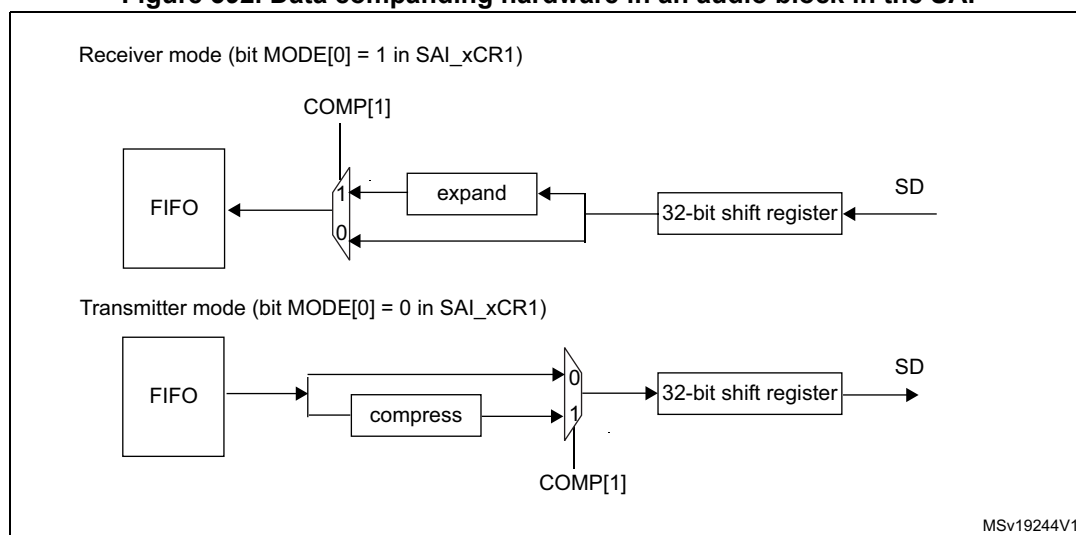 Figure Data companding hardware in an audio block in the SAI
Receiver mode (bit MODE[0] = 1 in SAI_xCR1)
COMP[1]
FIFO
1
0
expand
32-bit shift register
SD
Transmitter mode (bit MODE[0] = 0 in SAI_xCR1)
FIFO
compress
0
1
32-bit shift register
SD
COMP[1]
MSv19244V1